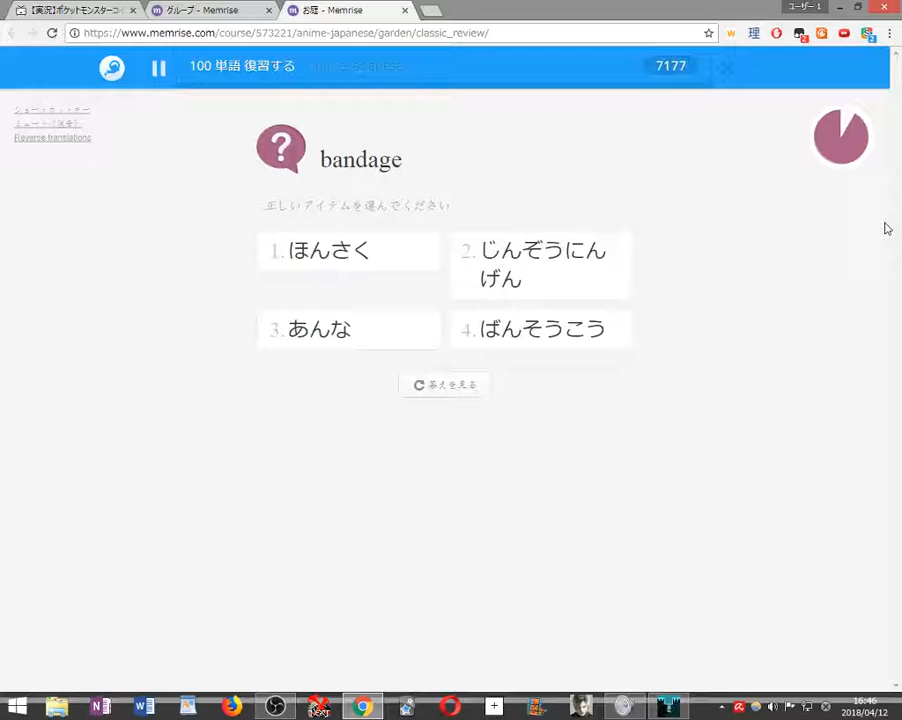 【実況】ポケットモンスターコイ
グループ - Memrise
お庭 - Memrise
ユーザー 1
https://www.memrise.com/course/573221/anime-japanese/garden/classic_review/
100 単語 復習する
7177
Reverse translations
bandage
正しいアイテムを選んでください
1. ほんさく
2. じんぞうにん
げん
3. あんな
4. ばんそうこう
答えを見る
16:46
2018/04/12